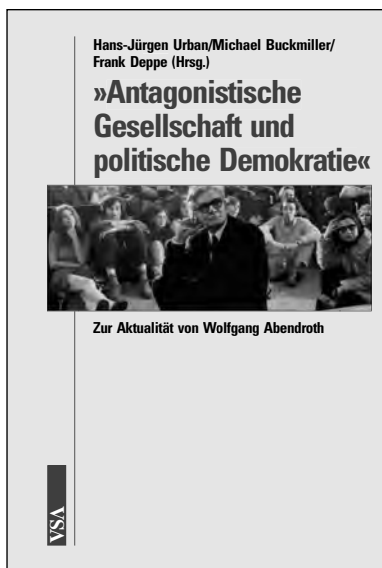 Hans-Jürgen Urban/Michael Buckmiller/
Frank Deppe (Hrsg.)
»Antagonistische
Gesellschaft und
politische Demokratie«
Zur Aktualität von Wolfgang Abendroth
VSA